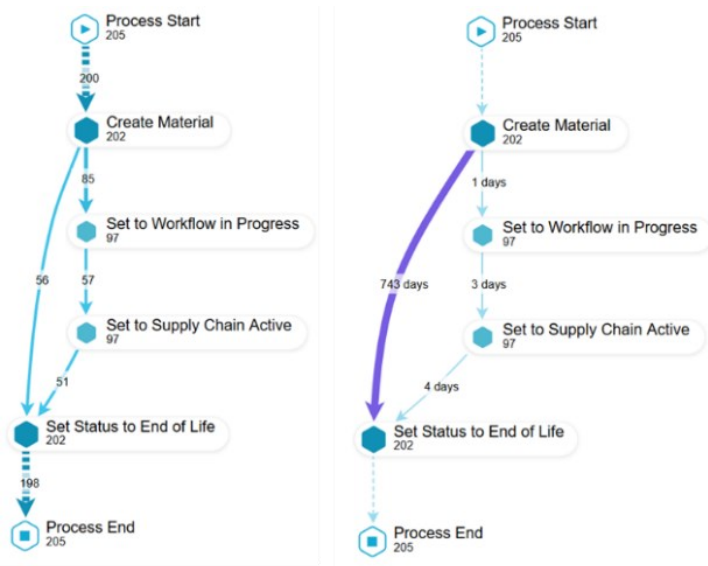 Process Start
205
200
Create Material
202
85
Set to Workflow in Progress
97
56
57
Set to Supply Chain Active
97
51
Set Status to End of Life
202
198
Process End
205
Process Start
205
Create Material
202
1 days
Set to Workflow in Progress
97
743 days
3 days
Set to Supply Chain Active
97
4 days
Set Status to End of Life
202
Process End
205